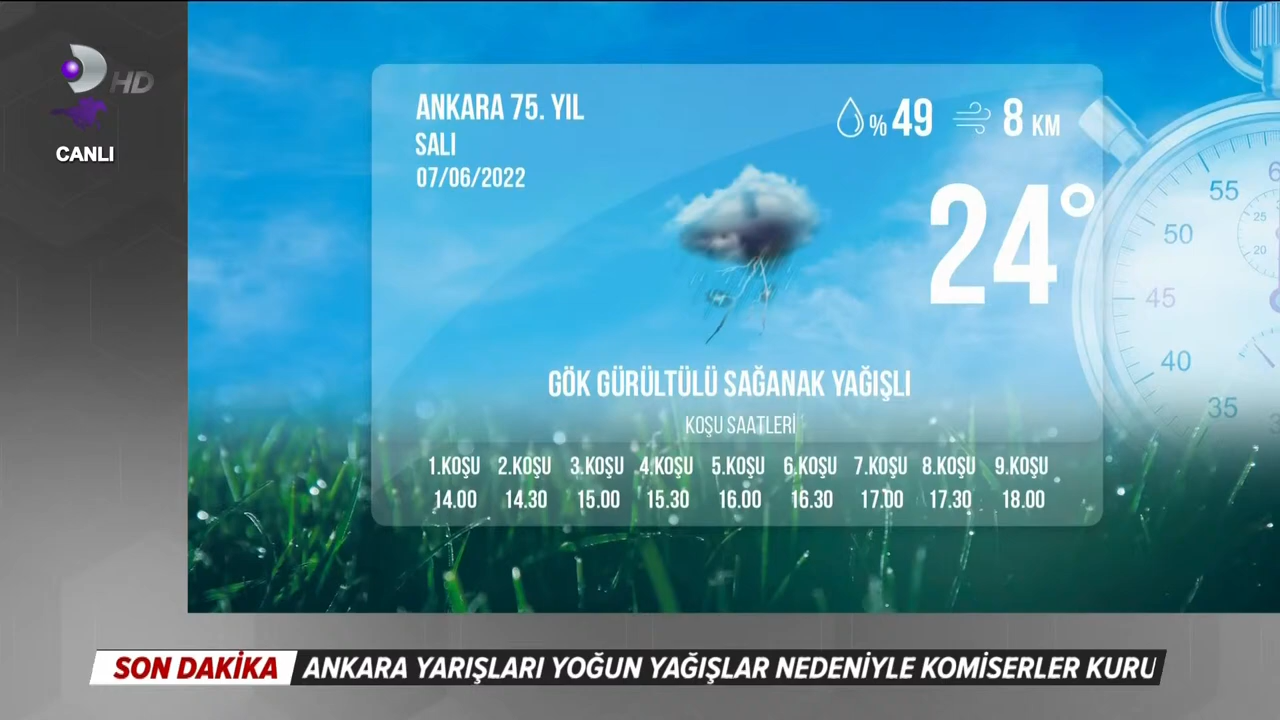 HD
CANLI
ANKARA 75. YIL
SALI
07/06/2022
%49 8 KM
24°
GÖK GÜRÜLTÜLÜ SAĞANAK YAĞIŞLI
KOŞU SAATLERİ
1.KOŞU 2.KOŞU 3.KOŞU 4.KOŞU 5.KOŞU 6.KOŞU 7.KOŞU 8.KOŞU 9.KOŞU
14.00 14.30 15.00 15.30 16.00 16.30 17.00 17.30 18.00
55
50
45
40
35
25
20
SON DAKİKA ANKARA YARIŞLARI YOĞUN YAĞIŞLAR NEDENİYLE KOMİSERLER KURU